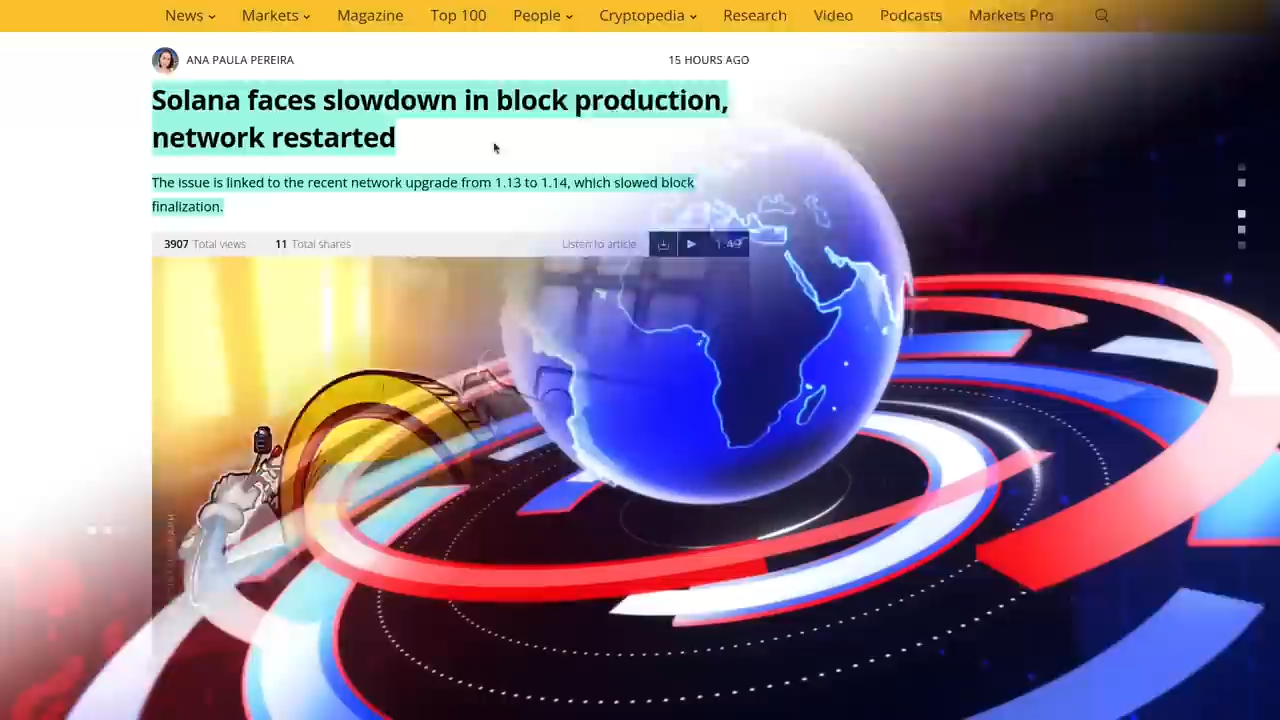 News Markets Magazine Top 100 People Cryptopedia Research Video Podcasts Markets Pro
ANA PAULA PEREIRA 15 HOURS AGO
Solana faces slowdown in block production,
network restarted
The issue is linked to the recent network upgrade from 1.13 to 1.14, which slowed block
finalization.
3907 Total views 11 Total shares Listen to article 1:49